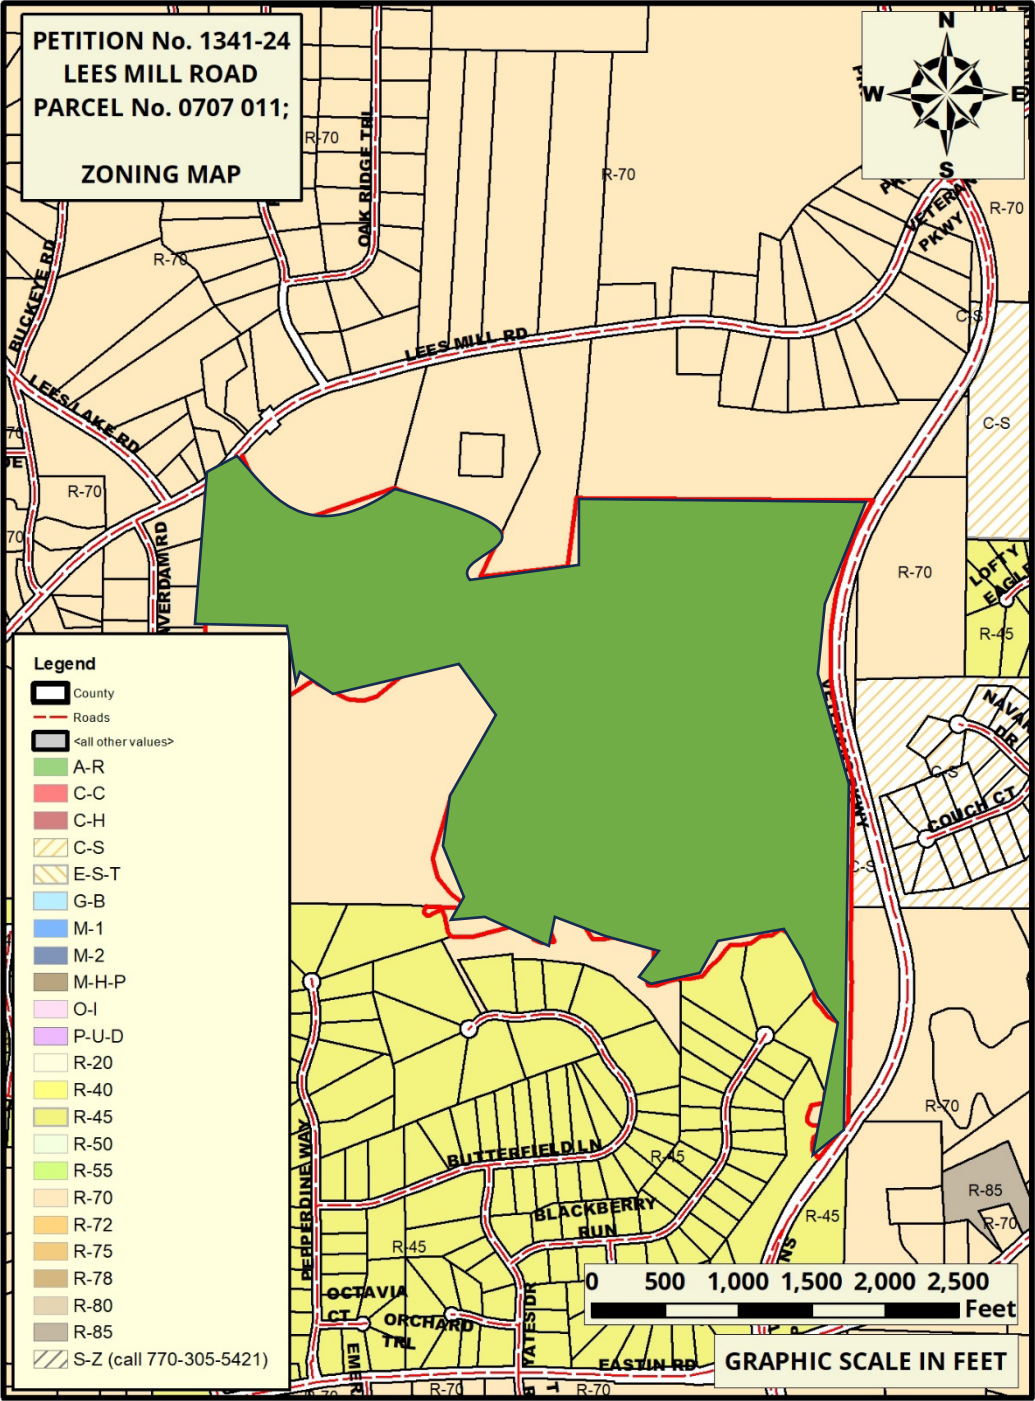 PETITION No. 1341-24
LEES MILL ROAD
PARCEL No. 0707 011;
ZONING MAP
N
W
E
S
R-70
OAK RIDGE TRL
R-70
R-70
VETERAN
PKWY
R-70
BUCKEYE RD
R-70
C-S
LEES MILL RD
LEES LAKE RD
C-S
R-70
R-70
LOFTY
EAGLE
R-45
NAVA
DR
C-S
COUCH CT
C-S
Legend
County
Roads
<all other values>
A-R
C-C
C-H
C-S
E-S-T
G-B
M-1
M-2
M-H-P
O-I
P-U-D
R-20
R-40
R-45
R-50
R-55
R-70
R-72
R-75
R-78
R-80
R-85
S-Z (call 770-305-5421)
R-70
PEPPERDINE WAY
BUTTERFIELD LN
R-45
BLACKBERRY
RUN
R-85
R-70
R-45
R-45
OCTAVIA
CT
ORCHARD
TRL
YATES DR
EASTIN RD
R-70
R-70
0 500 1,000 1,500 2,000 2,500
Feet
GRAPHIC SCALE IN FEET